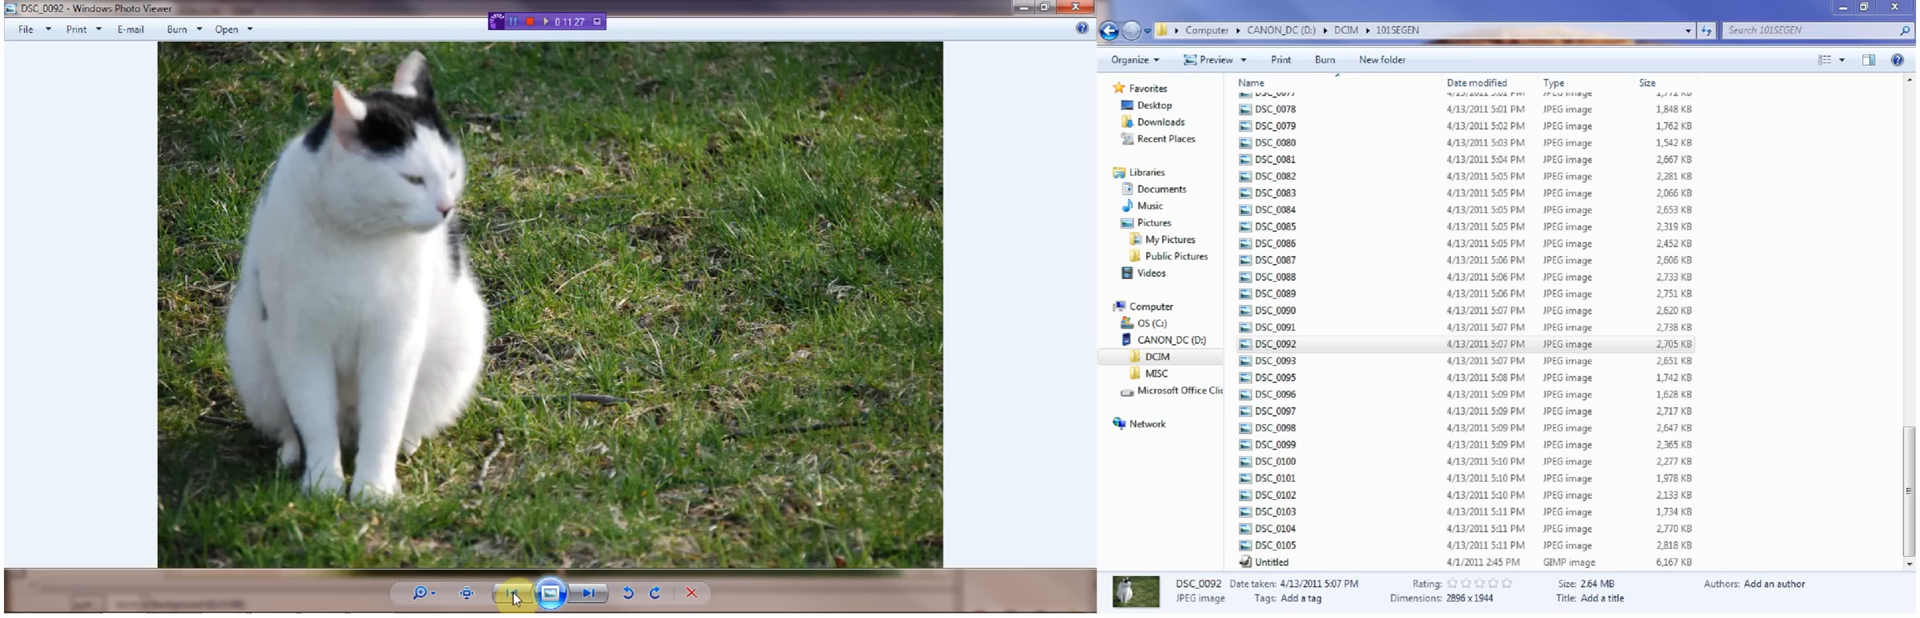 DSC_0092 - Windows Photo Viewer
0:11:27
File Print E-mail Burn Open
Computer CANON_DC (D:) DCIM 101SEGEN
Search 101SEGEN
Organize Preview Print Burn New folder
Favorites
Desktop
Downloads
Recent Places
Libraries
Documents
Music
Pictures
My Pictures
Public Pictures
Videos
Computer
OS (C:)
CANON_DC (D:)
DCIM
MISC
Microsoft Office Clic
Network
Name Date modified Type Size
DSC_0077 4/13/2011 5:01 PM JPEG image 1,772 KB
DSC_0078 4/13/2011 5:01 PM JPEG image 1,848 KB
DSC_0079 4/13/2011 5:02 PM JPEG image 1,762 KB
DSC_0080 4/13/2011 5:03 PM JPEG image 1,542 KB
DSC_0081 4/13/2011 5:04 PM JPEG image 2,667 KB
DSC_0082 4/13/2011 5:05 PM JPEG image 2,281 KB
DSC_0083 4/13/2011 5:05 PM JPEG image 2,066 KB
DSC_0084 4/13/2011 5:05 PM JPEG image 2,653 KB
DSC_0085 4/13/2011 5:05 PM JPEG image 2,319 KB
DSC_0086 4/13/2011 5:05 PM JPEG image 2,452 KB
DSC_0087 4/13/2011 5:06 PM JPEG image 2,606 KB
DSC_0088 4/13/2011 5:06 PM JPEG image 2,733 KB
DSC_0089 4/13/2011 5:06 PM JPEG image 2,751 KB
DSC_0090 4/13/2011 5:07 PM JPEG image 2,620 KB
DSC_0091 4/13/2011 5:07 PM JPEG image 2,738 KB
DSC_0092 4/13/2011 5:07 PM JPEG image 2,705 KB
DSC_0093 4/13/2011 5:07 PM JPEG image 2,651 KB
DSC_0095 4/13/2011 5:08 PM JPEG image 1,742 KB
DSC_0096 4/13/2011 5:09 PM JPEG image 1,628 KB
DSC_0097 4/13/2011 5:09 PM JPEG image 2,717 KB
DSC_0098 4/13/2011 5:09 PM JPEG image 2,647 KB
DSC_0099 4/13/2011 5:09 PM JPEG image 2,365 KB
DSC_0100 4/13/2011 5:10 PM JPEG image 2,277 KB
DSC_0101 4/13/2011 5:10 PM JPEG image 1,978 KB
DSC_0102 4/13/2011 5:10 PM JPEG image 2,133 KB
DSC_0103 4/13/2011 5:11 PM JPEG image 1,734 KB
DSC_0104 4/13/2011 5:11 PM JPEG image 2,770 KB
DSC_0105 4/13/2011 5:11 PM JPEG image 2,818 KB
Untitled 4/1/2011 2:45 PM GIMP image 6,167 KB
DSC_0092 Date taken: 4/13/2011 5:07 PM Rating: Size: 2.64 MB Authors: Add an author
JPEG image Tags: Add a tag Dimensions: 2896 x 1944 Title: Add a title